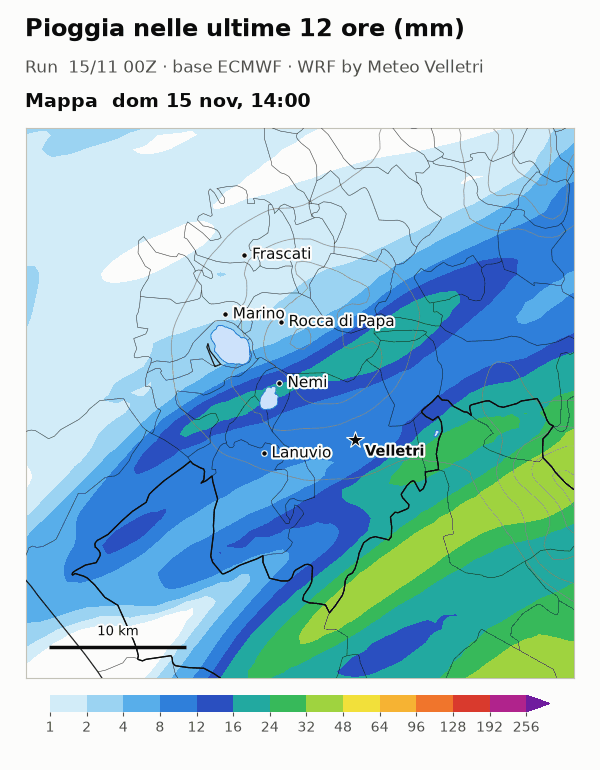 Pioggia nelle ultime 12 ore (mm)
Run  15/11 00Z · base ECMWF · WRF by Meteo Velletri
Mappa  dom 15 nov, 14:00
Frascati
Marino
Rocca di Papa
Nemi
Velletri
Lanuvio
10 km
1 2 4 8 12 16 24 32 48 64 96 128 192 256